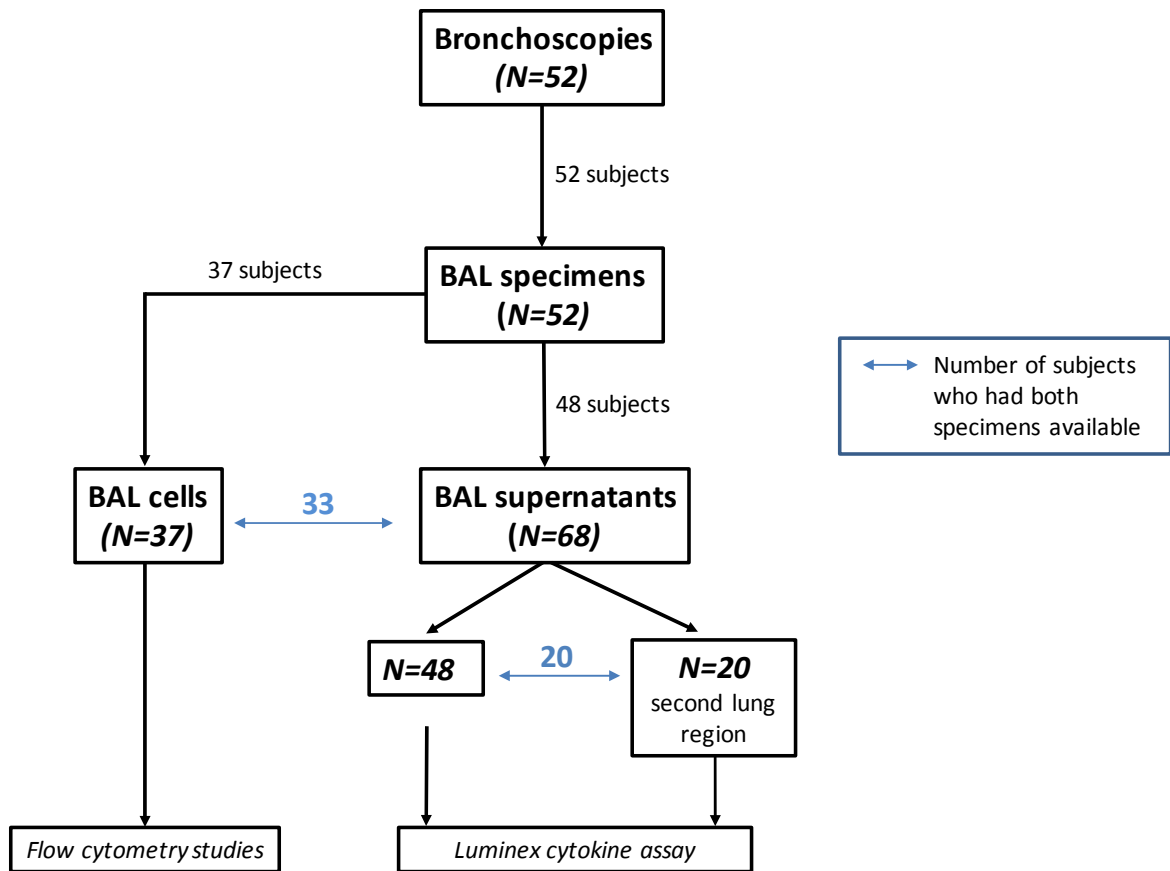 Bronchoscopies
(N=52)
52 subjects
37 subjects
BAL specimens
(N=52)
Number of subjects
who had both
specimens available
48 subjects
BAL cells
(N=37)
33
BAL supernatants
(N=68)
N=48
20
N=20
second lung
region
Flow cytometry studies
Luminex cytokine assay